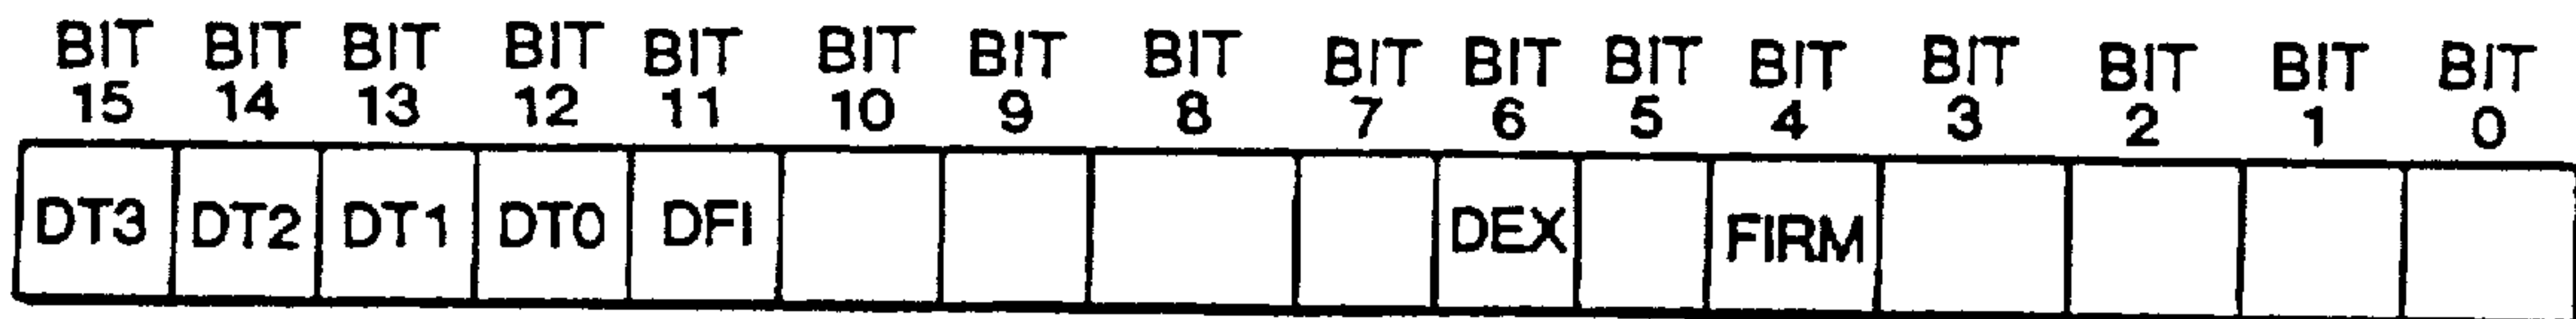 BIT BIT BIT BIT BIT BIT BIT BIT BIT BIT BIT BIT BIT BIT BIT BIT
15 14 13 12 11 10 9 8 7 6 5 4 3 2 1 0
DT3 DT2 DT1 DT0 DFI DEX FIRM